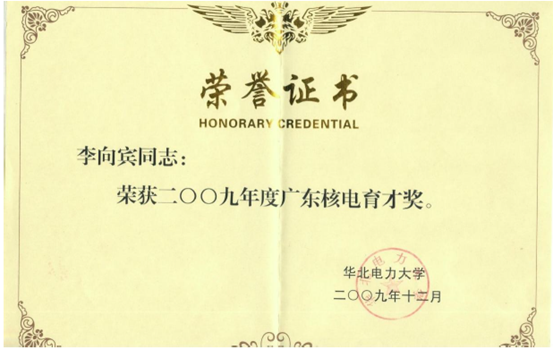 荣誉证书
HONORARY CREDENTIAL
李向宾同志：
荣获二〇〇九年度广东核电育才奖。
华北电力大学
二〇〇九年十二月